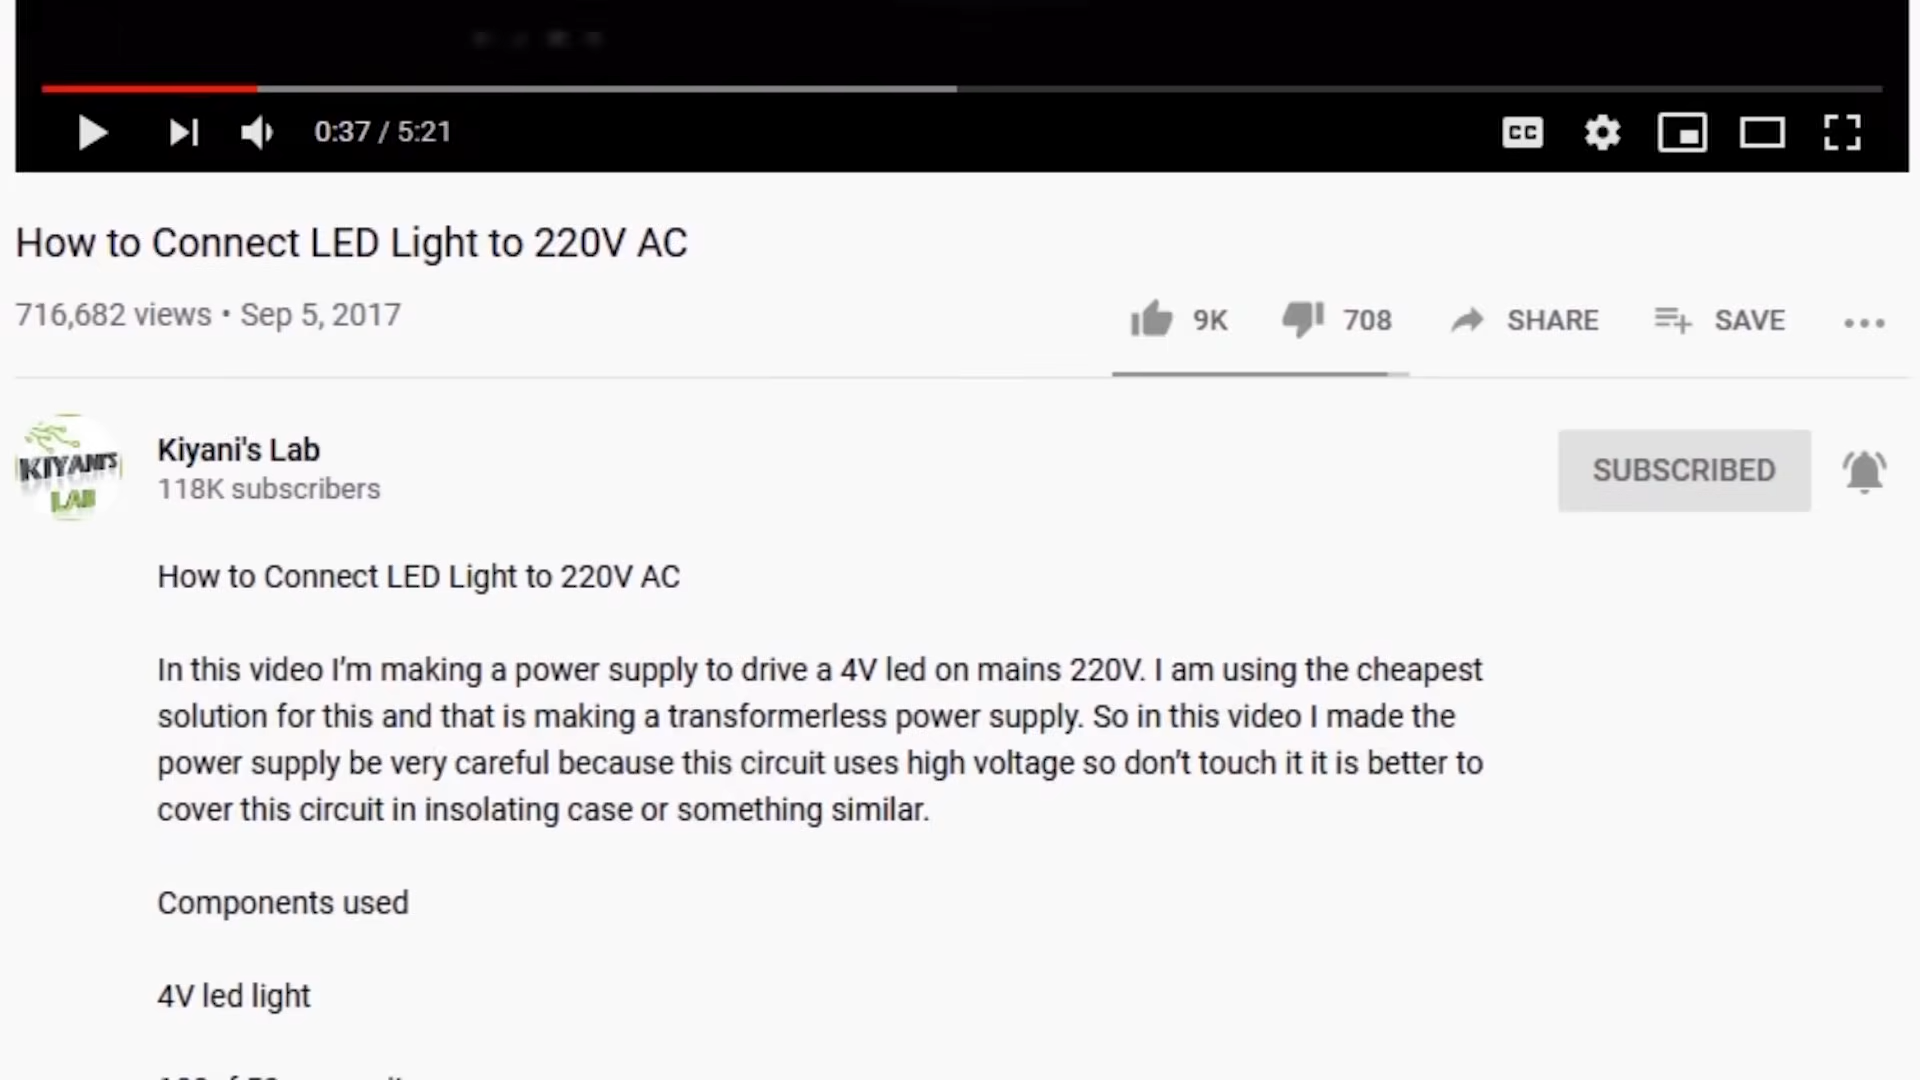 0:37 / 5:21
CC
How to Connect LED Light to 220V AC
716,682 views • Sep 5, 2017
9K 708 SHARE SAVE
KIYANI'S
LAB
Kiyani's Lab
118K subscribers
SUBSCRIBED
How to Connect LED Light to 220V AC
In this video I'm making a power supply to drive a 4V led on mains 220V. I am using the cheapest
solution for this and that is making a transformerless power supply. So in this video I made the
power supply be very careful because this circuit uses high voltage so don't touch it it is better to
cover this circuit in insolating case or something similar.
Components used
4V led light